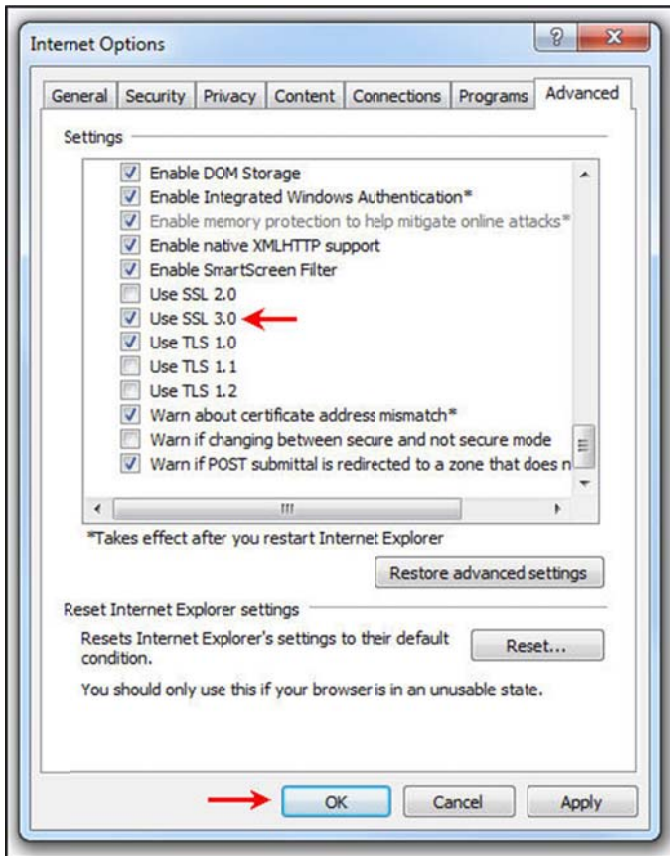 Internet Options
General Security Privacy Content Connections Programs Advanced
Settings
Enable DOM Storage
Enable Integrated Windows Authentication*
Enable memory protection to help mitigate online attacks*
Enable native XMLHTTP support
Enable SmartScreen Filter
Use SSL 2.0
Use SSL 3.0
Use TLS 1.0
Use TLS 1.1
Use TLS 1.2
Warn about certificate address mismatch*
Warn if changing between secure and not secure mode
Warn if POST submittal is redirected to a zone that does n
*Takes effect after you restart Internet Explorer
Restore advanced settings
Reset Internet Explorer settings
Resets Internet Explorer's settings to their default
condition.
Reset...
You should only use this if your browser is in an unusable state.
OK Cancel Apply